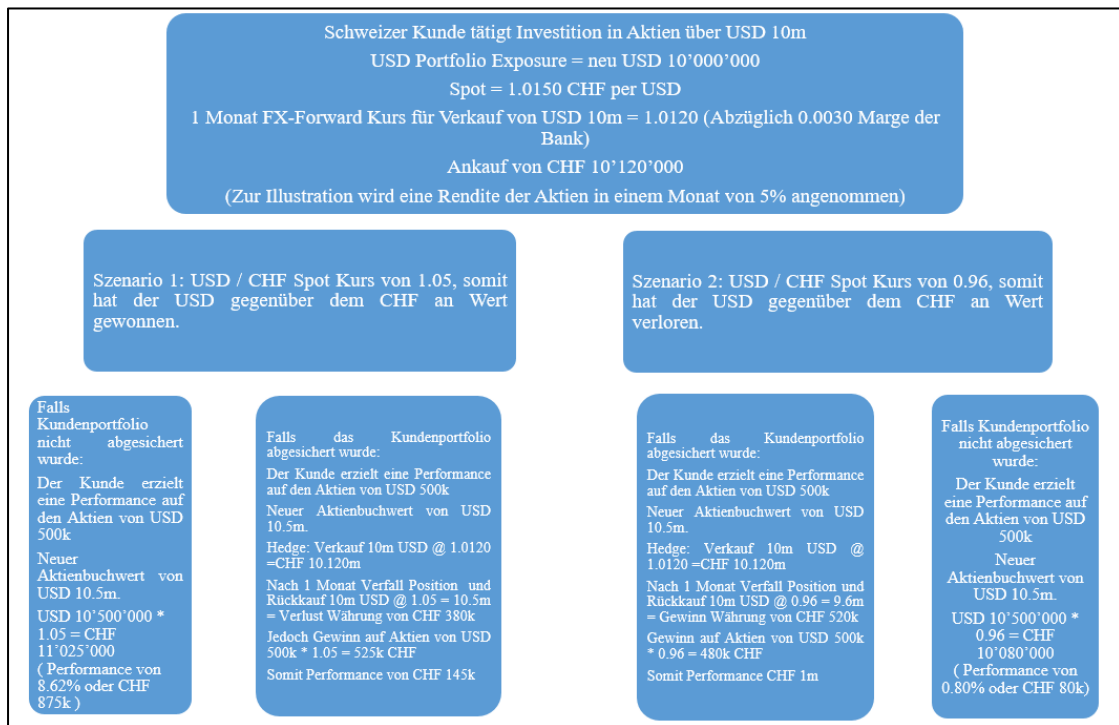 Schweizer Kunde tätigt Investition in Aktien über USD 10m
USD Portfolio Exposure = neu USD 10’000’000
Spot = 1.0150 CHF per USD
1 Monat FX-Forward Kurs für Verkauf von USD 10m = 1.0120 (Abzüglich 0.0030 Marge der
Bank)
Ankauf von CHF 10’120’000
(Zur Illustration wird eine Rendite der Aktien in einem Monat von 5% angenommen)
Szenario 1: USD / CHF Spot Kurs von 1.05, somit
hat der USD gegenüber dem CHF an Wert
gewonnen.
Szenario 2: USD / CHF Spot Kurs von 0.96, somit
hat der USD gegenüber dem CHF an Wert
verloren.
Falls
Kundenportfolio
nicht abgesichert
wurde:
Der Kunde erzielt
eine Performance auf
den Aktien von USD
500k
Neuer
Aktienbuchwert von
USD 10.5m.
USD 10’500’000 *
1.05 = CHF
11’025’000
( Performance von
8.62% oder CHF
875k )
Falls das Kundenportfolio
abgesichert wurde:
Der Kunde erzielt eine Performance
auf den Aktien von USD 500k
Neuer Aktienbuchwert von USD
10.5m.
Hedge: Verkauf 10m USD @ 1.0120
=CHF 10.120m
Nach 1 Monat Verfall Position und
Rückkauf 10m USD @ 1.05 = 10.5m
= Verlust Währung von CHF 380k
Jedoch Gewinn auf Aktien von USD
500k * 1.05 = 525k CHF
Somit Performance von CHF 145k
Falls das Kundenportfolio
abgesichert wurde:
Der Kunde erzielt eine Performance
auf den Aktien von USD 500k
Neuer Aktienbuchwert von USD
10.5m.
Hedge: Verkauf 10m USD @
1.0120 =CHF 10.120m
Nach 1 Monat Verfall Position und
Rückkauf 10m USD @ 0.96 = 9.6m
= Gewinn Währung von CHF 520k
Gewinn auf Aktien von USD 500k
* 0.96 = 480k CHF
Somit Performance CHF 1m
Falls Kundenportfolio
nicht abgesichert
wurde:
Der Kunde erzielt
eine Performance auf
den Aktien von USD
500k
Neuer
Aktienbuchwert von
USD 10.5m.
USD 10’500’000 *
0.96 = CHF
10’080’000
( Performance von
0.80% oder CHF 80k)